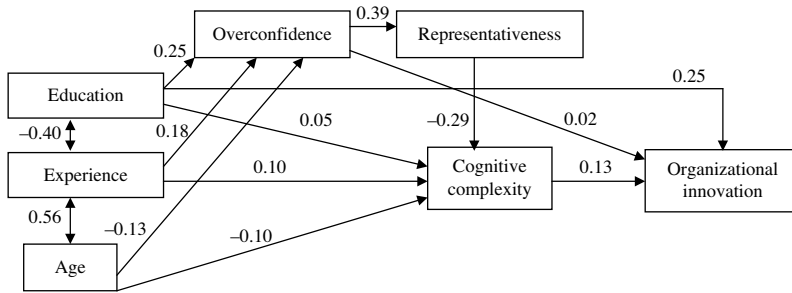 0.39
Overconfidence
Representativeness
0.25
0.25
Education
–0.40
0.18
0.05
–0.29
0.02
Experience
0.10
Cognitive
complexity
0.13
Organizational
innovation
0.56
–0.13
–0.10
Age